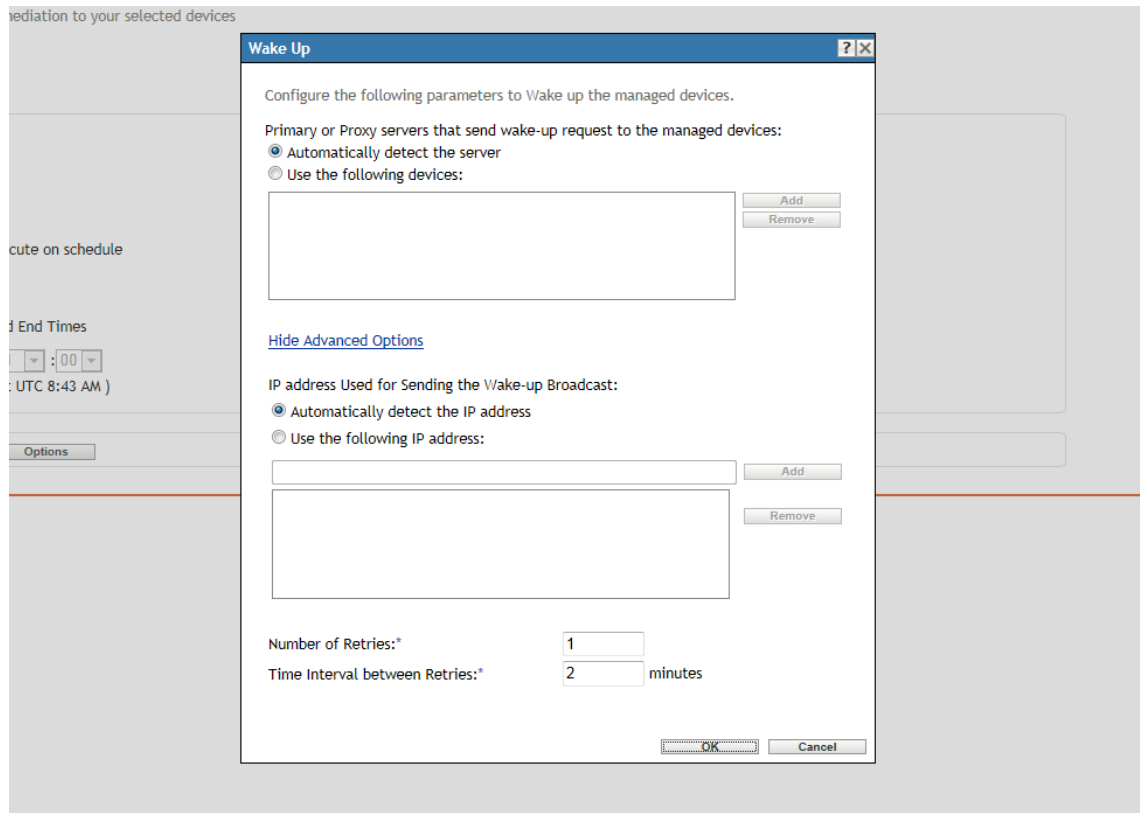 nediation to your selected devices
Wake Up
?
Configure the following parameters to Wake up the managed devices.
Primary or Proxy servers that send wake-up request to the managed devices:
Automatically detect the server
Use the following devices:
Add
Remove
cute on schedule
d End Times
:00
: UTC 8:43 AM )
Options
Hide Advanced Options
IP address Used for Sending the Wake-up Broadcast:
Automatically detect the IP address
Use the following IP address:
Add
Remove
Number of Retries:* 1
Time Interval between Retries:* 2 minutes
OK Cancel